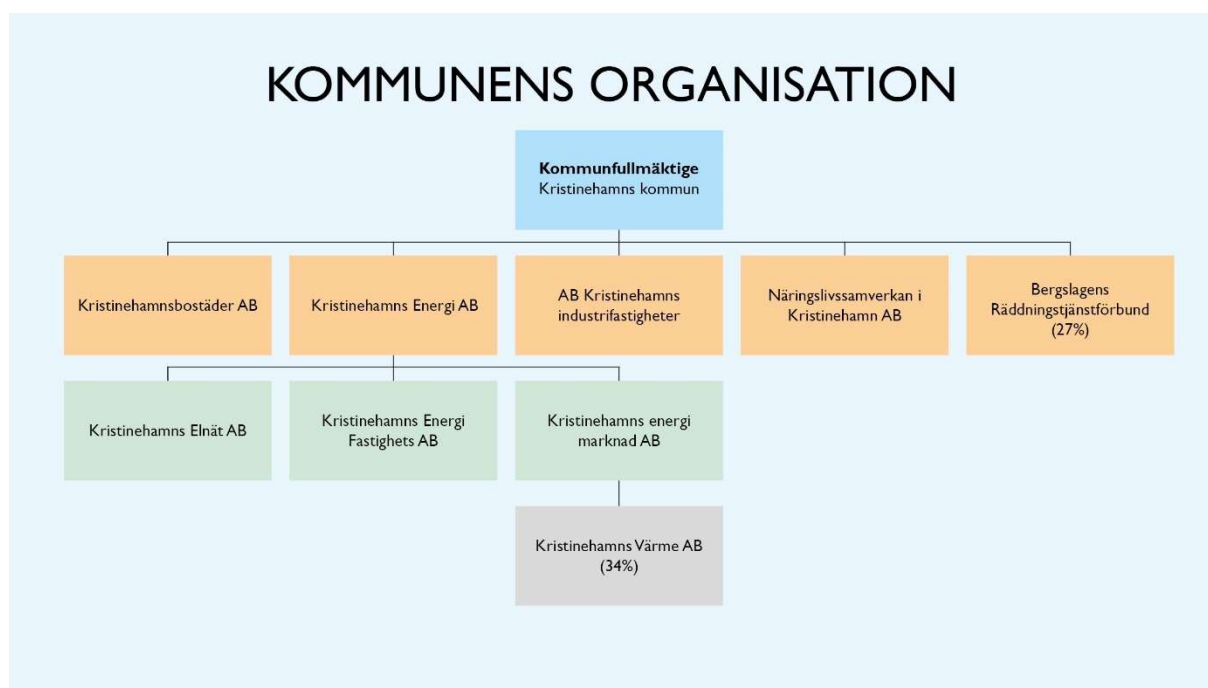 KOMMUNENS ORGANISATION
Kommunfullmäktige
Kristinehamns kommun
Kristinehamnsbostäder AB
Kristinehamns Energi AB
AB Kristinehamns
industrifastigheter
Näringslivssamverkan i
Kristinehamn AB
Bergslagens
Räddningstjänstförbund
(27%)
Kristinehamns Elnät AB
Kristinehamns Energi
Fastighets AB
Kristinehamns energi
marknad AB
Kristinehamns Värme AB
(34%)